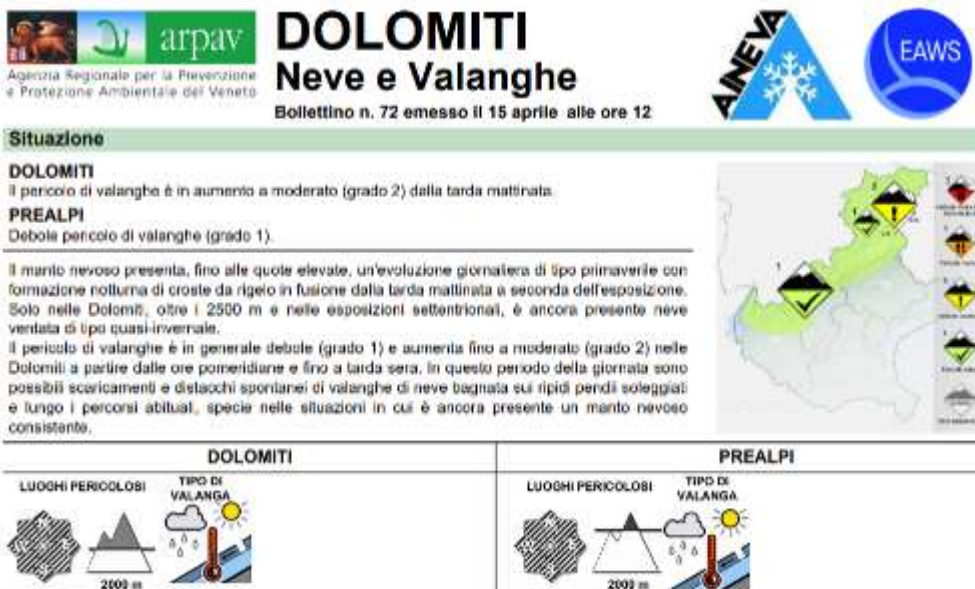 arpav
Agenzia Regionale per la Prevenzione
e Protezione Ambientale del Veneto
DOLOMITI
Neve e Valanghe
Bollettino n. 72 emesso il 15 aprile alle ore 12
AINEVA
EAWS
Situazione
DOLOMITI
Il pericolo di valanghe è in aumento a moderato (grado 2) dalla tarda mattinata.
PREALPI
Debole pericolo di valanghe (grado 1).
Il manto nevoso presenta, fino alle quote elevate, un'evoluzione giornaliera di tipo primaverile con
formazione notturna di croste da rigelo in fusione dalla tarda mattinata a seconda dell'esposizione.
Solo nelle Dolomiti, oltre i 2500 m e nelle esposizioni settentrionali, è ancora presente neve
ventata di tipo quasi-invernale.
Il pericolo di valanghe è in generale debole (grado 1) e aumenta fino a moderato (grado 2) nelle
Dolomiti a partire dalle ore pomeridiane e fino a tarda sera. In questo periodo della giornata sono
possibili scaricamenti e distacchi spontanei di valanghe di neve bagnata sui ripidi pendii soleggiati
e lungo i percorsi abituali, specie nelle situazioni in cui è ancora presente un manto nevoso
consistente.
DOLOMITI
LUOGHI PERICOLOSI
TIPO DI
VALANGA
2000 m
PREALPI
LUOGHI PERICOLOSI
TIPO DI
VALANGA
2000 m